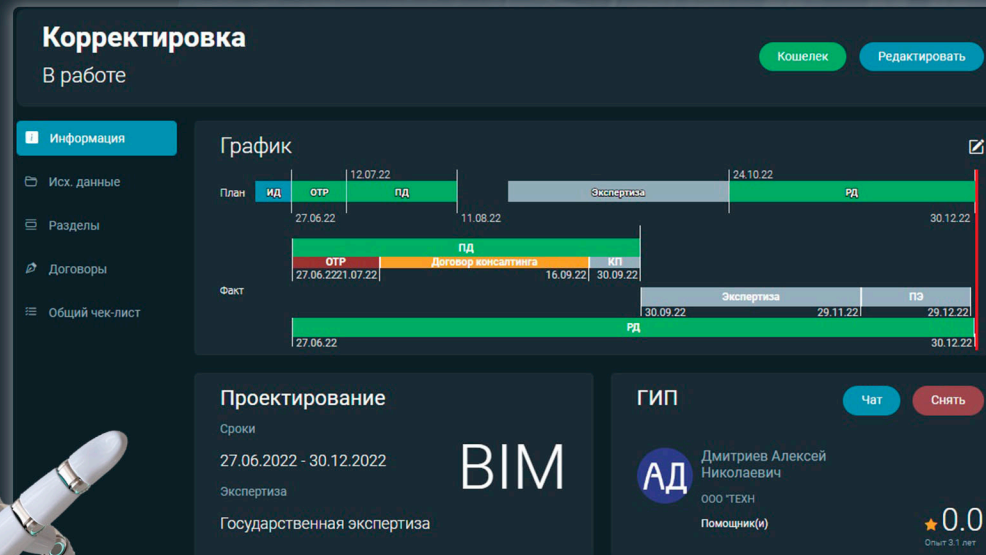 Корректировка
В работе
Кошелек
Редактировать
Информация
Исх. данные
Разделы
Договоры
Общий чек-лист
График
12.07.22
24.10.22
План
ИД
ОТР
ПД
Экспертиза
РД
27.06.22
11.08.22
30.12.22
ПД
ОТР
Договор консалтинга
КП
27.06.22
21.07.22
16.09.22
30.09.22
Факт
Экспертиза
ПЭ
30.09.22
29.11.22
29.12.22
РД
27.06.22
30.12.22
Проектирование
Сроки
27.06.2022 - 30.12.2022
BIM
Экспертиза
Государственная экспертиза
ГИП
Чат
Снять
АД
Дмитриев Алексей
Николаевич
ООО "ТЕХН
Помощник(и)
0.0
Опыт 3.1 лет